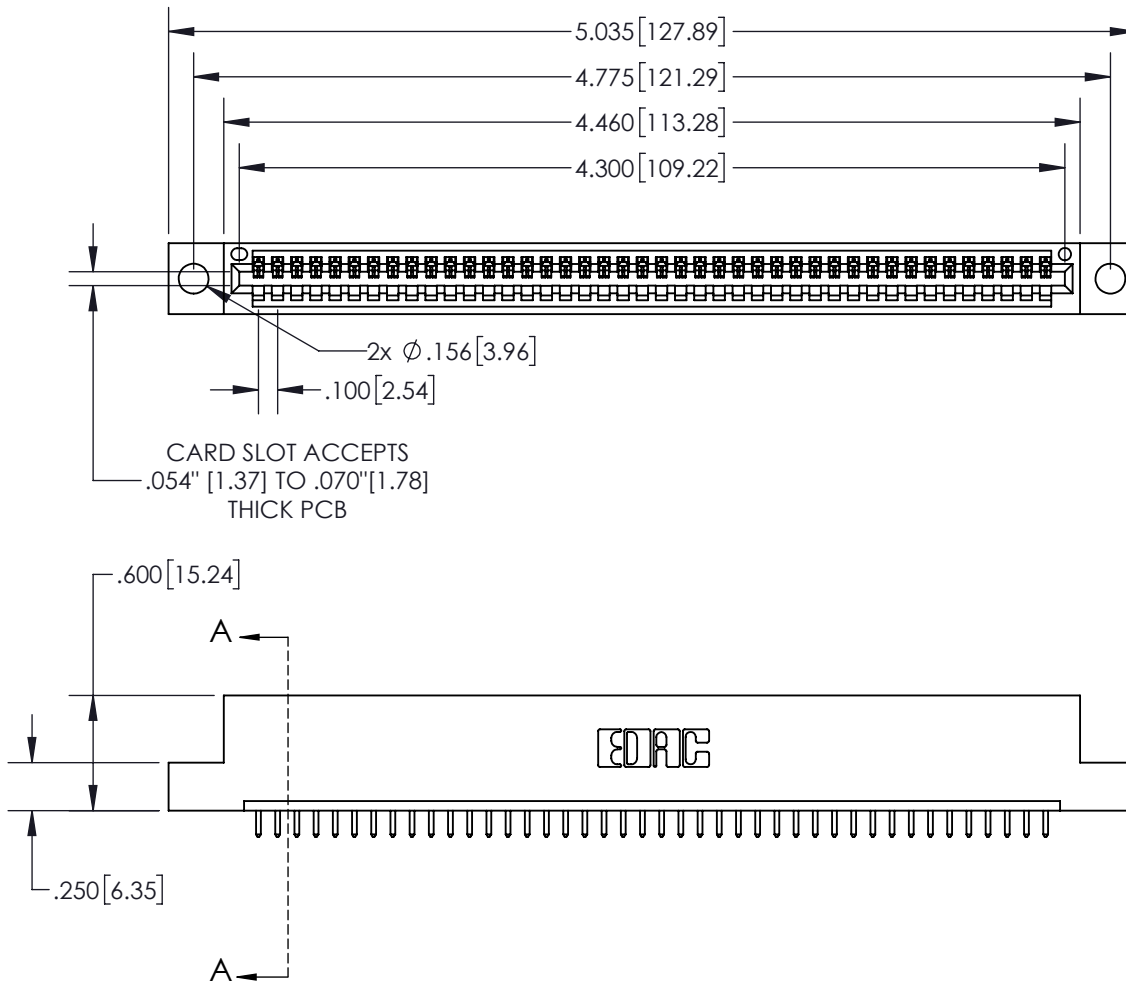 5.035[127.89]
4.775[121.29]
4.460[113.28]
4.300[109.22]
2x Ø.156[3.96]
.100[2.54]
CARD SLOT ACCEPTS
.054" [1.37] TO .070"[1.78]
THICK PCB
.600[15.24]
A
EDAC
.250[6.35]
A